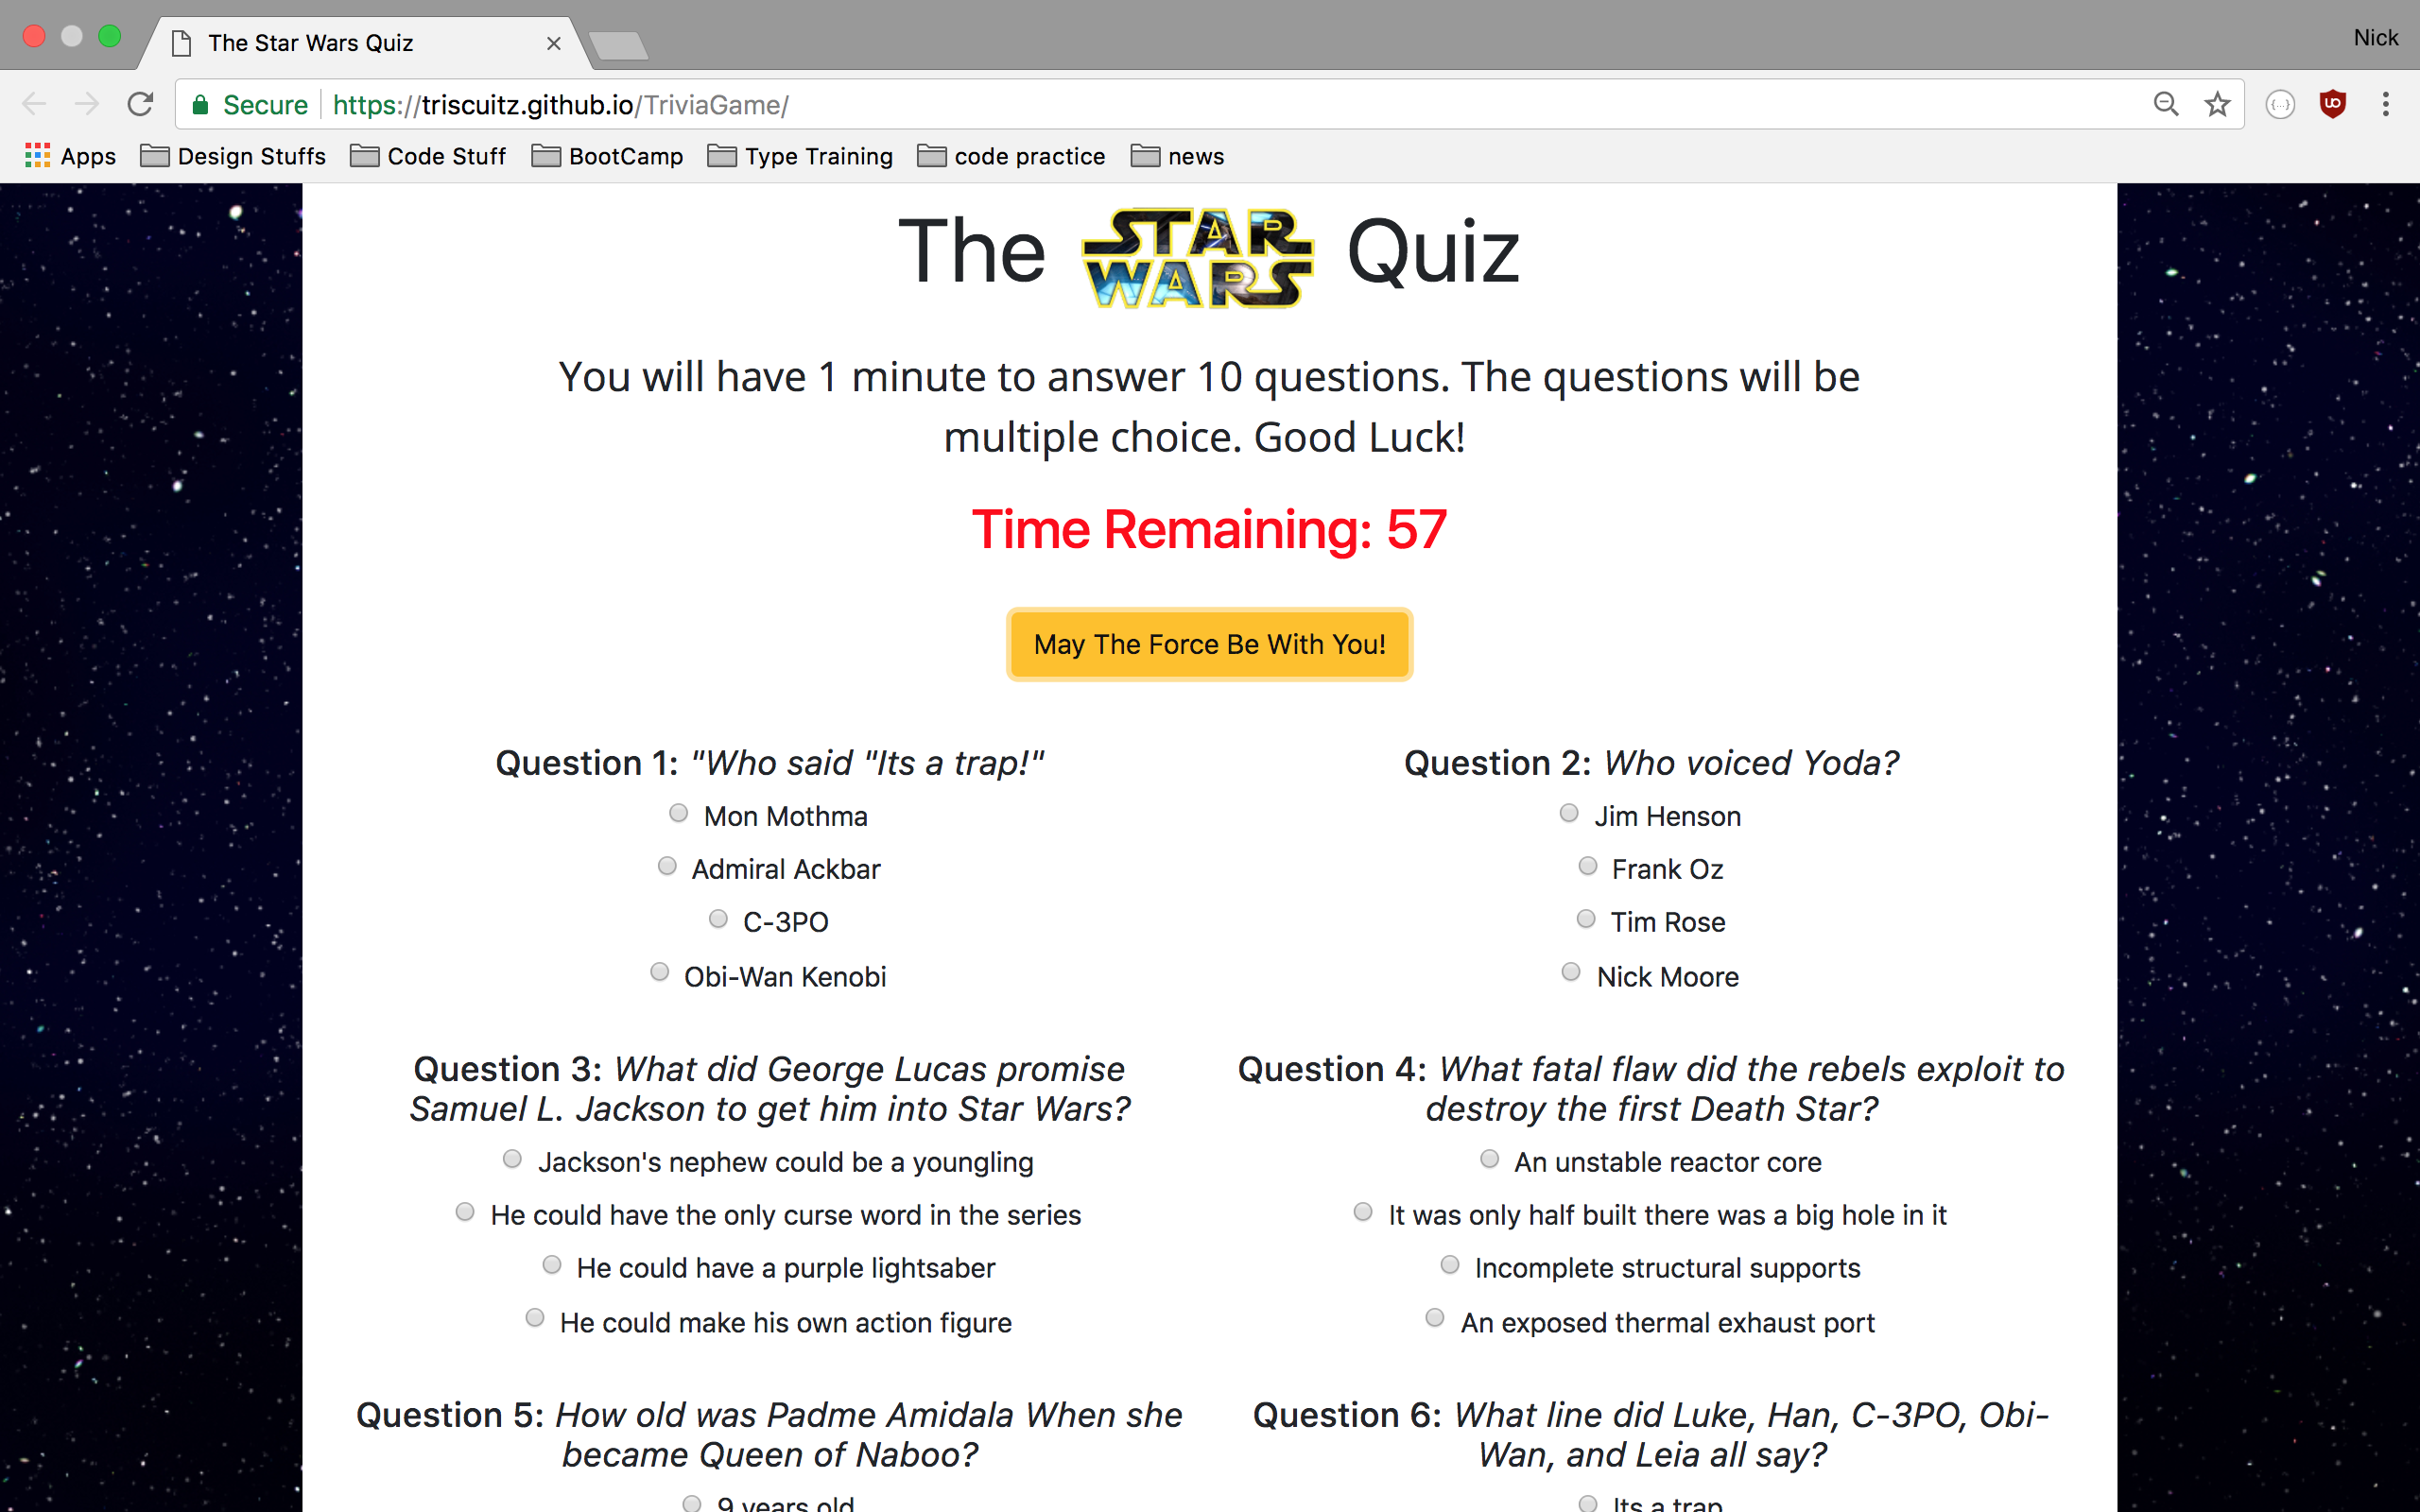 The Star Wars Quiz
Nick
Secure https://triscuitz.github.io/TriviaGame/
Apps Design Stuffs Code Stuff BootCamp Type Training code practice news
The STAR WARS Quiz
You will have 1 minute to answer 10 questions. The questions will be
multiple choice. Good Luck!
Time Remaining: 57
May The Force Be With You!
Question 1: "Who said "Its a trap!"
Mon Mothma
Admiral Ackbar
C-3PO
Obi-Wan Kenobi
Question 2: Who voiced Yoda?
Jim Henson
Frank Oz
Tim Rose
Nick Moore
Question 3: What did George Lucas promise
Samuel L. Jackson to get him into Star Wars?
Jackson's nephew could be a youngling
He could have the only curse word in the series
He could have a purple lightsaber
He could make his own action figure
Question 4: What fatal flaw did the rebels exploit to
destroy the first Death Star?
An unstable reactor core
It was only half built there was a big hole in it
Incomplete structural supports
An exposed thermal exhaust port
Question 5: How old was Padme Amidala When she
became Queen of Naboo?
9 years old
Question 6: What line did Luke, Han, C-3PO, Obi-
Wan, and Leia all say?
Its a trap